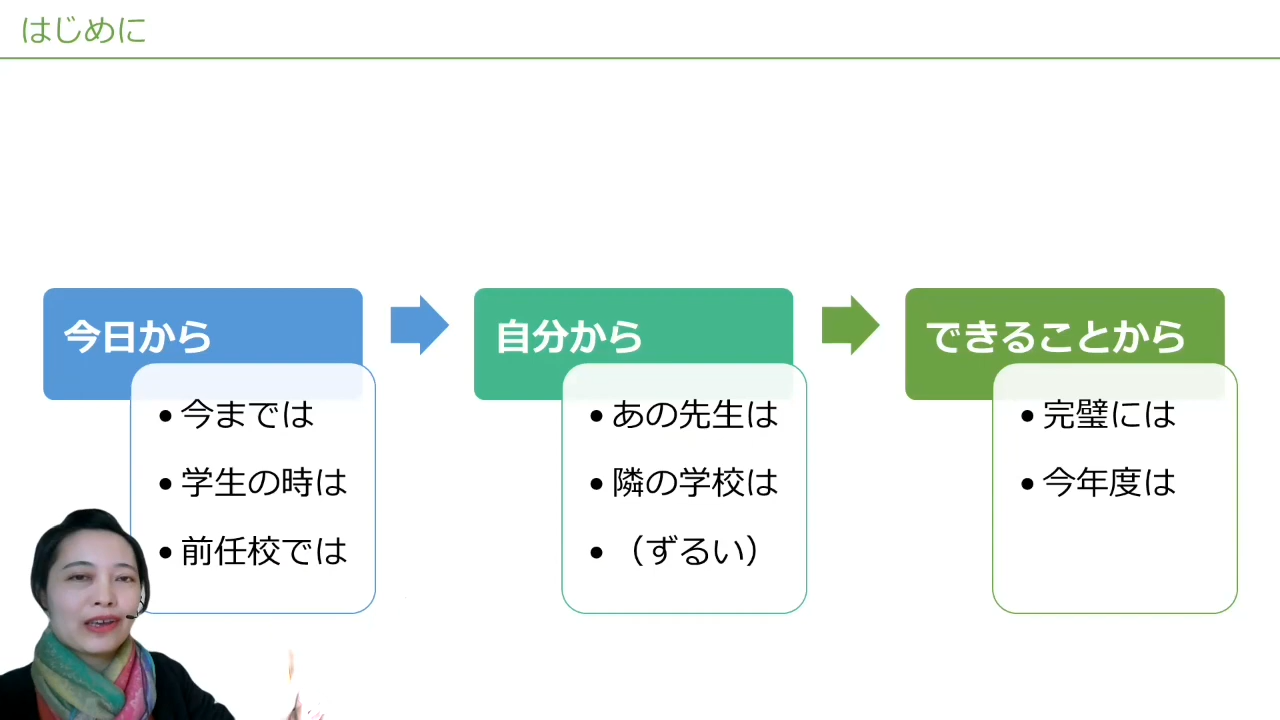 はじめに
今日から
• 今までは
• 学生の時は
• 前任校では
自分から
• あの先生は
• 隣の学校は
• （ずるい）
できることから
• 完璧には
• 今年度は